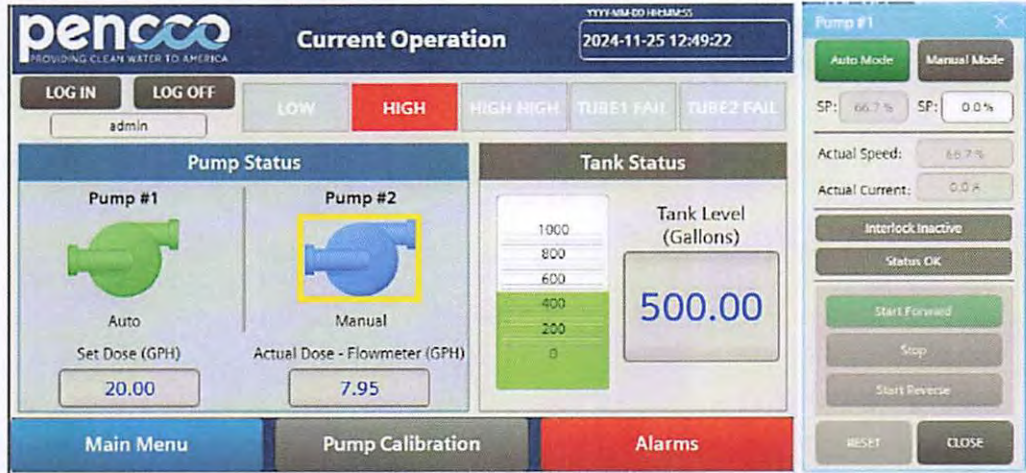 pencco
PROVIDING CLEAN WATER TO AMERICA
Current Operation
YYYY-MM-DD HH:MM:SS
2024-11-25 12:49:22
LOG IN
LOG OFF
admin
LOW
HIGH
HIGH HIGH
TUBE1 FAIL
TUBE2 FAIL
Pump Status
Pump #1
Pump #2
Auto
Manual
Set Dose (GPH)
Actual Dose - Flowmeter (GPH)
20.00
7.95
Tank Status
1000
800
600
400
200
0
Tank Level
(Gallons)
500.00
Main Menu
Pump Calibration
Alarms
Pump #1
Auto Mode
Manual Mode
SP: 66.7 %
SP: 0.0 %
Actual Speed: 66.7 %
Actual Current: 0.0 A
Interlock Inactive
Status OK
Start Forward
Stop
Start Reverse
RESET
CLOSE